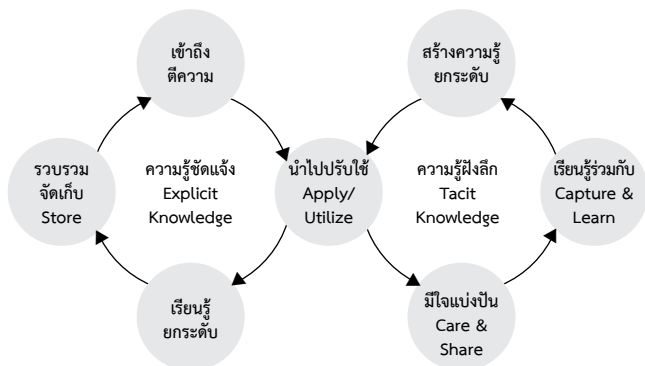 เข้าถึง
ตีความ
สร้างความรู้
ยกระดับ
รวบรวม
จัดเก็บ
Store
ความรู้ชัดแจ้ง
Explicit
Knowledge
นำไปปรับใช้
Apply/
Utilize
ความรู้ฝังลึก
Tacit
Knowledge
เรียนรู้ร่วมกับ
Capture &
Learn
เรียนรู้
ยกระดับ
มีใจแบ่งปัน
Care &
Share